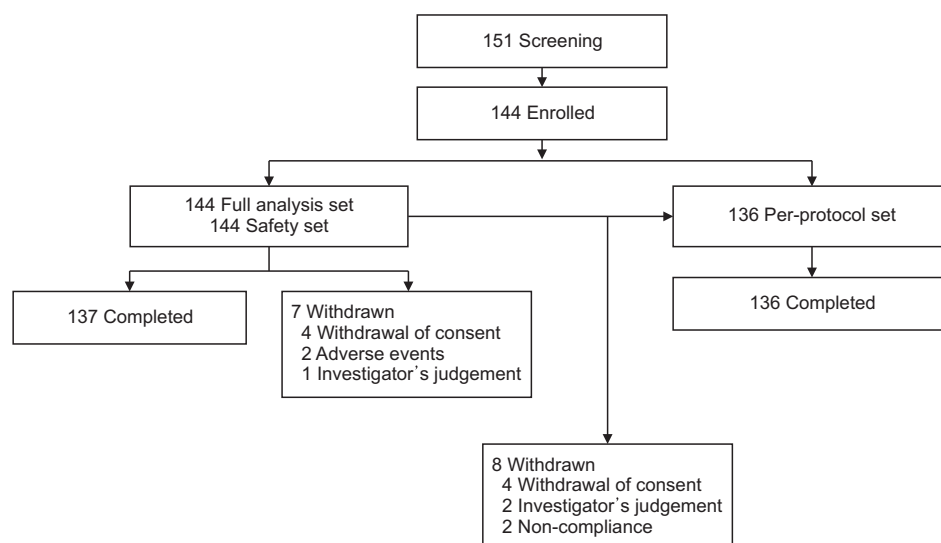 151 Screening
144 Enrolled
144 Full analysis set
144 Safety set
136 Per-protocol set
137 Completed
7 Withdrawn
4 Withdrawal of consent
2 Adverse events
1 Investigator's judgement
136 Completed
8 Withdrawn
4 Withdrawal of consent
2 Investigator's judgement
2 Non-compliance